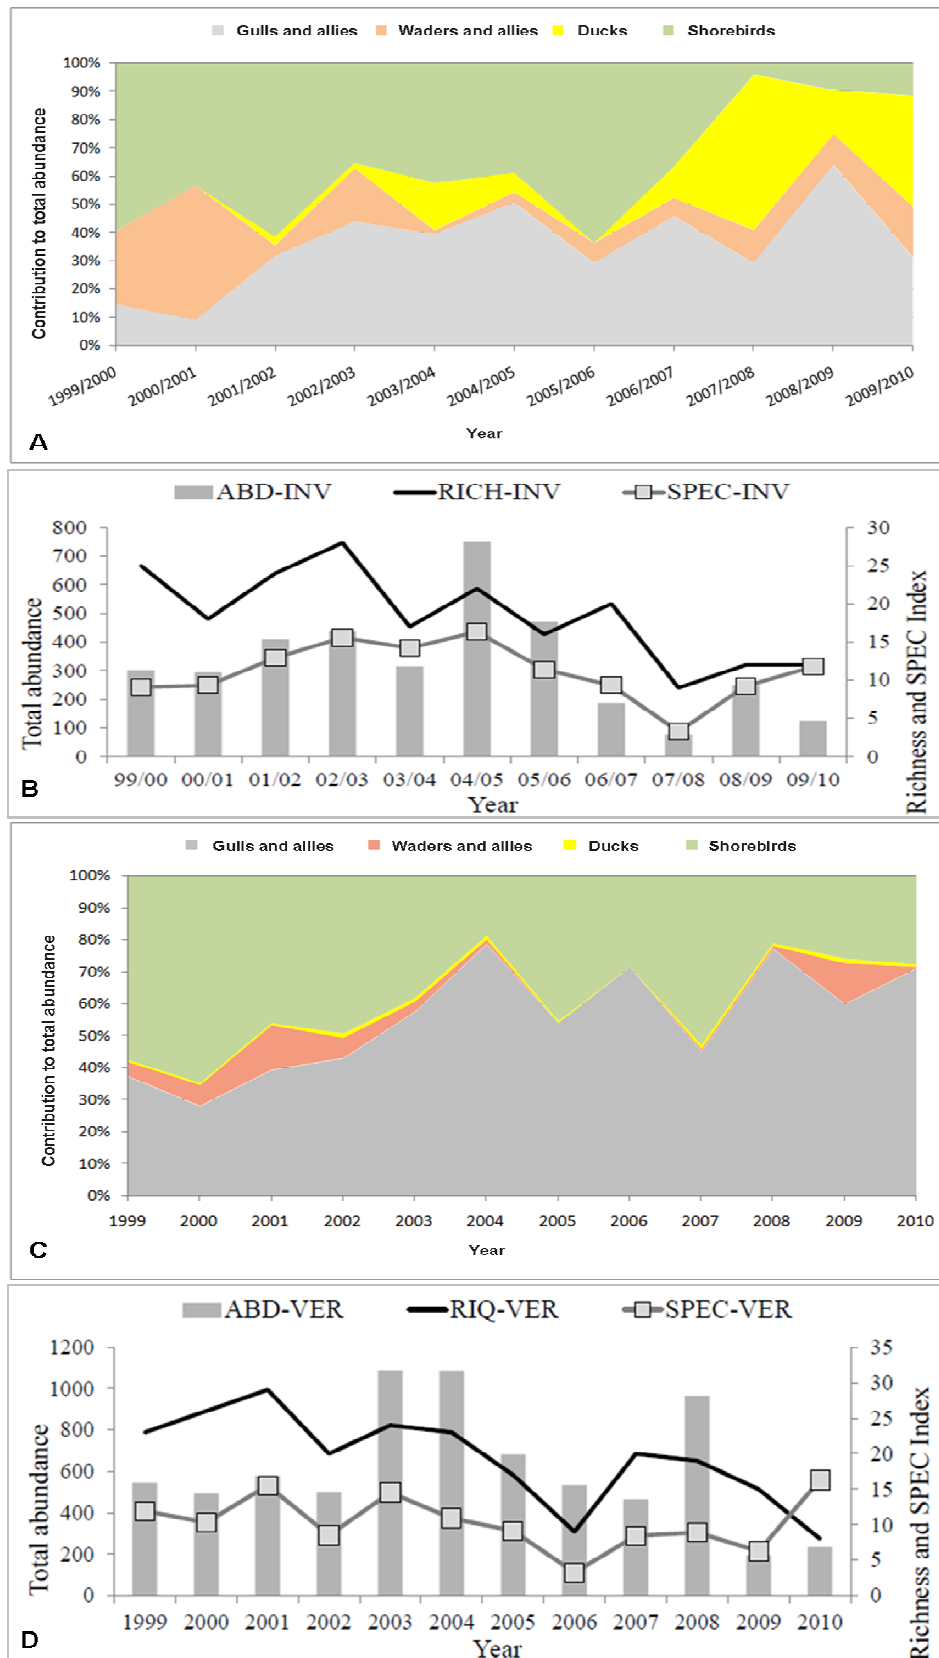 Gulls and allies Waders and allies Ducks Shorebirds
100%
90%
80%
70%
60%
50%
40%
30%
20%
10%
0%
Contribution to total abundance
1999/2000 2000/2001 2001/2002 2002/2003 2003/2004 2004/2005 2005/2006 2006/2007 2007/2008 2008/2009 2009/2010
Year
A
ABD-INV RICH-INV SPEC-INV
800 30
700 25
600 20
500 15
400 10
300 5
200 0
100
0
Total abundance
Richness and SPEC Index
99/00 00/01 01/02 02/03 03/04 04/05 05/06 06/07 07/08 08/09 09/10
Year
B
Gulls and allies Waders and allies Ducks Shorebirds
100%
90%
80%
70%
60%
50%
40%
30%
20%
10%
0%
Contribution to total abundance
1999 2000 2001 2002 2003 2004 2005 2006 2007 2008 2009 2010
Year
C
ABD-VER RIQ-VER SPEC-VER
1200 35
1000 30
800 25
600 20
400 15
200 10
0 5
0
Total abundance
Richness and SPEC Index
1999 2000 2001 2002 2003 2004 2005 2006 2007 2008 2009 2010
Year
D